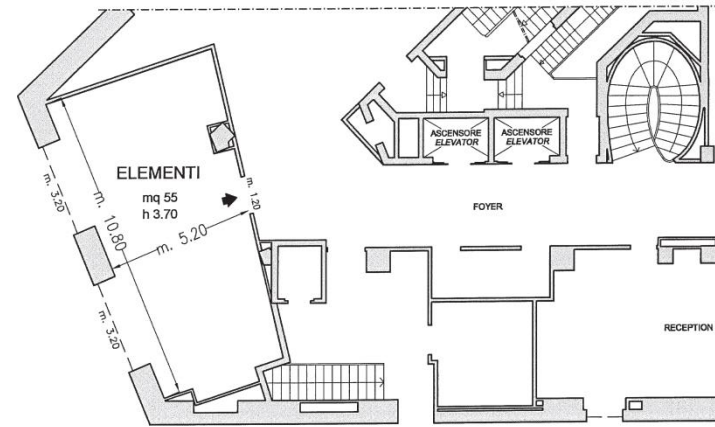 ASCENSORE
ELEVATOR
ASCENSORE
ELEVATOR
ELEMENTI
mq 55
h 3.70
m. 3.20
m. 10.80
m. 5.20
m. 1.20
FOYER
m. 3.20
RECEPTION